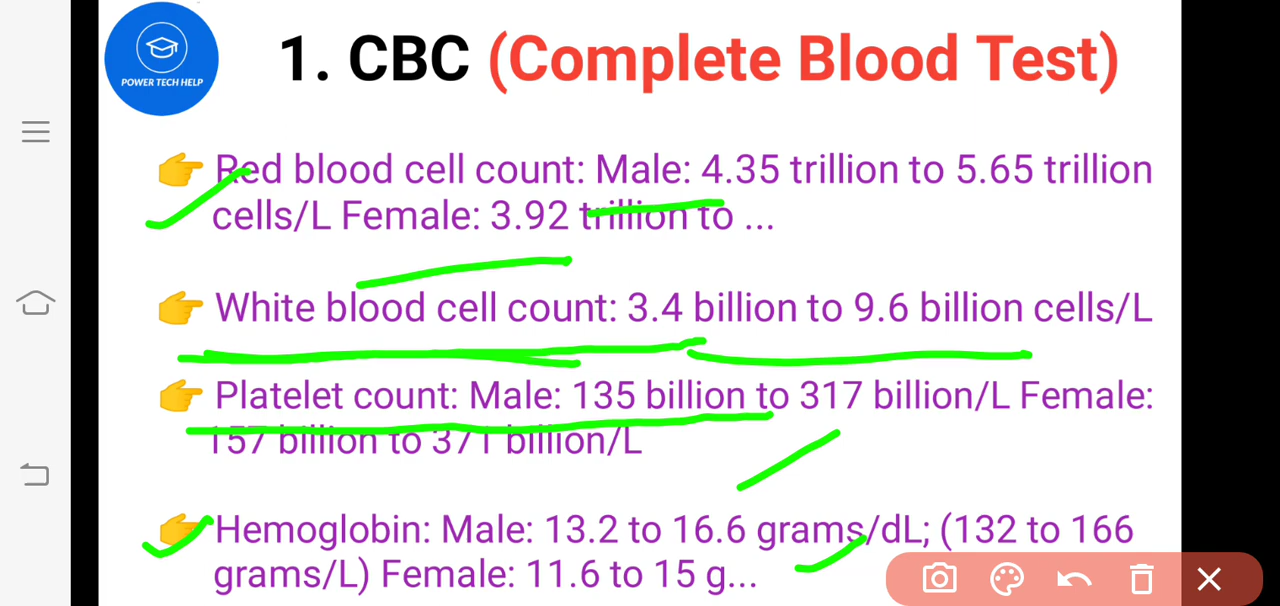 POWER TECH HELP
1. CBC (Complete Blood Test)
👉 Red blood cell count: Male: 4.35 trillion to 5.65 trillion
cells/L Female: 3.92 trillion to ...
👉 White blood cell count: 3.4 billion to 9.6 billion cells/L
👉 Platelet count: Male: 135 billion to 317 billion/L Female:
157 billion to 371 billion/L
👉 Hemoglobin: Male: 13.2 to 16.6 grams/dL; (132 to 166
grams/L) Female: 11.6 to 15 g...